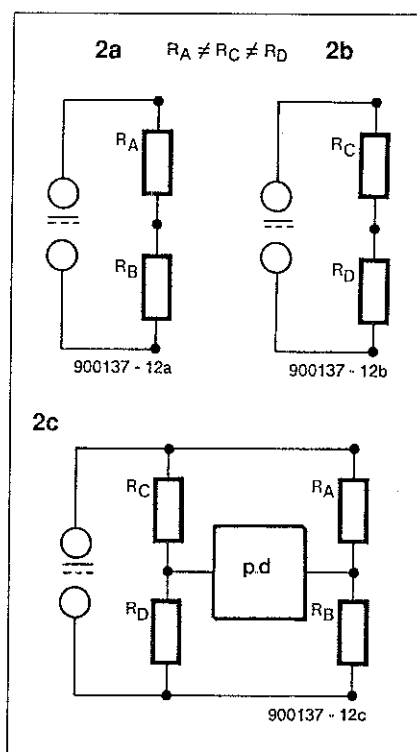 2a R_A ≠ R_C ≠ R_D 2b
R_A
R_B
900137 - 12a
R_C
R_D
900137 - 12b
2c
R_C
R_A
p.d
R_D
R_B
900137 - 12c